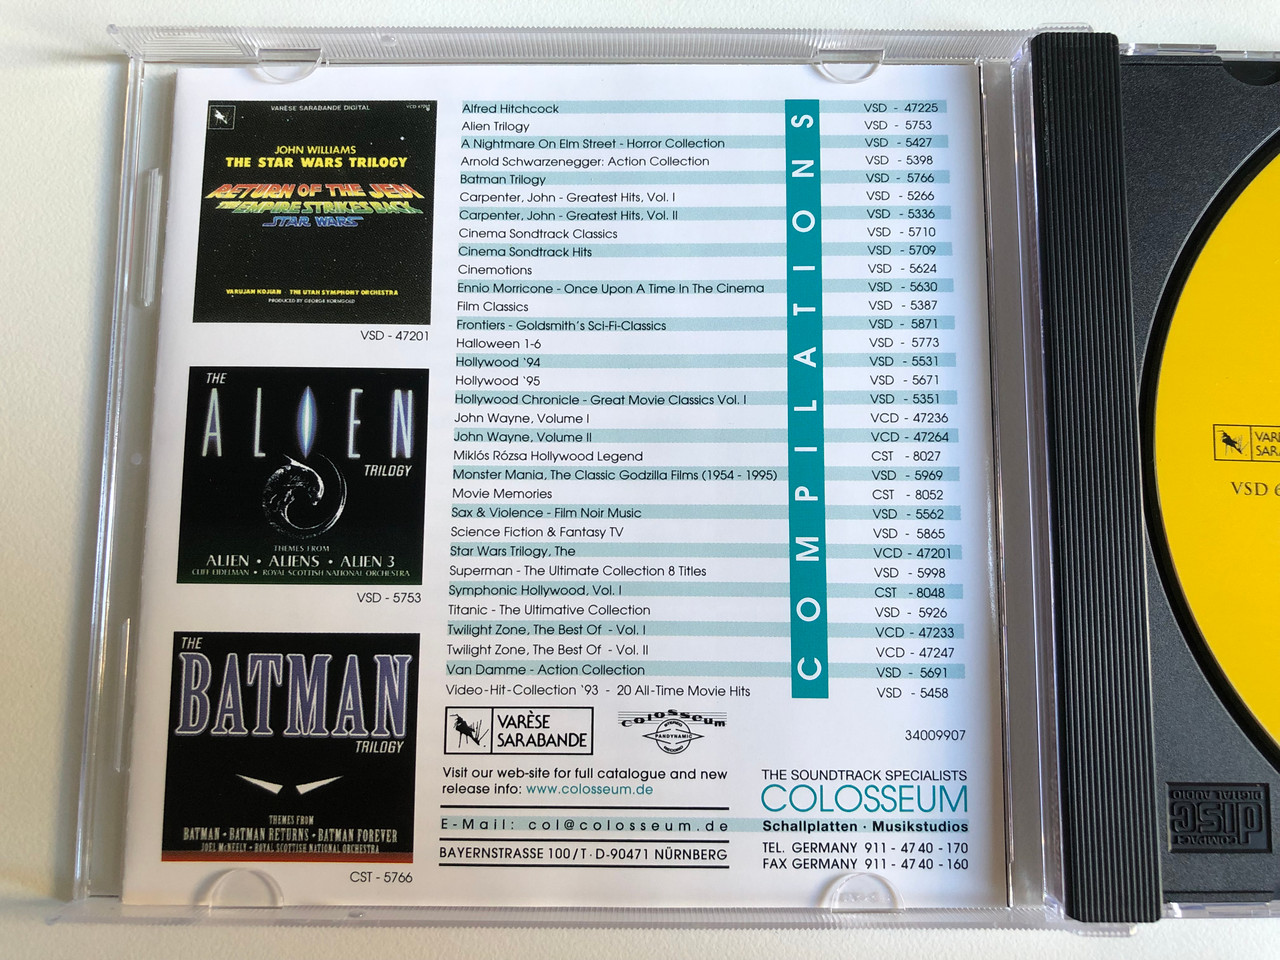 VARÈSE SARABANDE DIGITAL
VCD 47201
JOHN WILLIAMS
THE STAR WARS TRILOGY
RETURN OF THE JEDI
THE EMPIRE STRIKES BACK
STAR WARS
VARUJAN KOJIAN · THE UTAH SYMPHONY ORCHESTRA
PRODUCED BY GEORGE KORNGOLD
VSD - 47201
THE
ALIEN
TRILOGY
THEMES FROM
ALIEN • ALIENS • ALIEN 3
CLIFF EIDELMAN • ROYAL SCOTTISH NATIONAL ORCHESTRA
VSD - 5753
THE
BATMAN
TRILOGY
THEMES FROM
BATMAN • BATMAN RETURNS • BATMAN FOREVER
JOEL McNEELY • ROYAL SCOTTISH NATIONAL ORCHESTRA
CST - 5766
Alfred Hitchcock VSD - 47225
Alien Trilogy VSD - 5753
A Nightmare On Elm Street - Horror Collection VSD - 5427
Arnold Schwarzenegger: Action Collection VSD - 5398
Batman Trilogy VSD - 5766
Carpenter, John - Greatest Hits, Vol. I VSD - 5266
Carpenter, John - Greatest Hits, Vol. II VSD - 5336
Cinema Sondtrack Classics VSD - 5710
Cinema Sondtrack Hits VSD - 5709
Cinemotions VSD - 5624
Ennio Morricone - Once Upon A Time In The Cinema VSD - 5630
Film Classics VSD - 5387
Frontiers - Goldsmith's Sci-Fi-Classics VSD - 5871
Halloween 1-6 VSD - 5773
Hollywood '94 VSD - 5531
Hollywood '95 VSD - 5671
Hollywood Chronicle - Great Movie Classics Vol. I VSD - 5351
John Wayne, Volume I VCD - 47236
John Wayne, Volume II VCD - 47264
Miklós Rózsa Hollywood Legend CST - 8027
Monster Mania, The Classic Godzilla Films (1954 - 1995) VSD - 5969
Movie Memories CST - 8052
Sax & Violence - Film Noir Music VSD - 5562
Science Fiction & Fantasy TV VSD - 5865
Star Wars Trilogy, The VCD - 47201
Superman - The Ultimate Collection 8 Titles VSD - 5998
Symphonic Hollywood, Vol. I CST - 8048
Titanic - The Ultimative Collection VSD - 5926
Twilight Zone, The Best Of - Vol. I VCD - 47233
Twilight Zone, The Best Of - Vol. II VCD - 47247
Van Damme - Action Collection VSD - 5691
Video-Hit-Collection '93 - 20 All-Time Movie Hits VSD - 5458
COMPILATIONS
VARÈSE
SARABANDE
colosseum
STEREO
PANDYNAMIC
RECORD
34009907
Visit our web-site for full catalogue and new
release info: www.colosseum.de
E-Mail: col@colosseum.de
BAYERNSTRASSE 100/T · D-90471 NÜRNBERG
THE SOUNDTRACK SPECIALISTS
COLOSSEUM
Schallplatten · Musikstudios
TEL. GERMANY 911 - 47 40 - 170
FAX GERMANY 911 - 47 40 - 160
VSD
COMPACT
disc
DIGITAL AUDIO